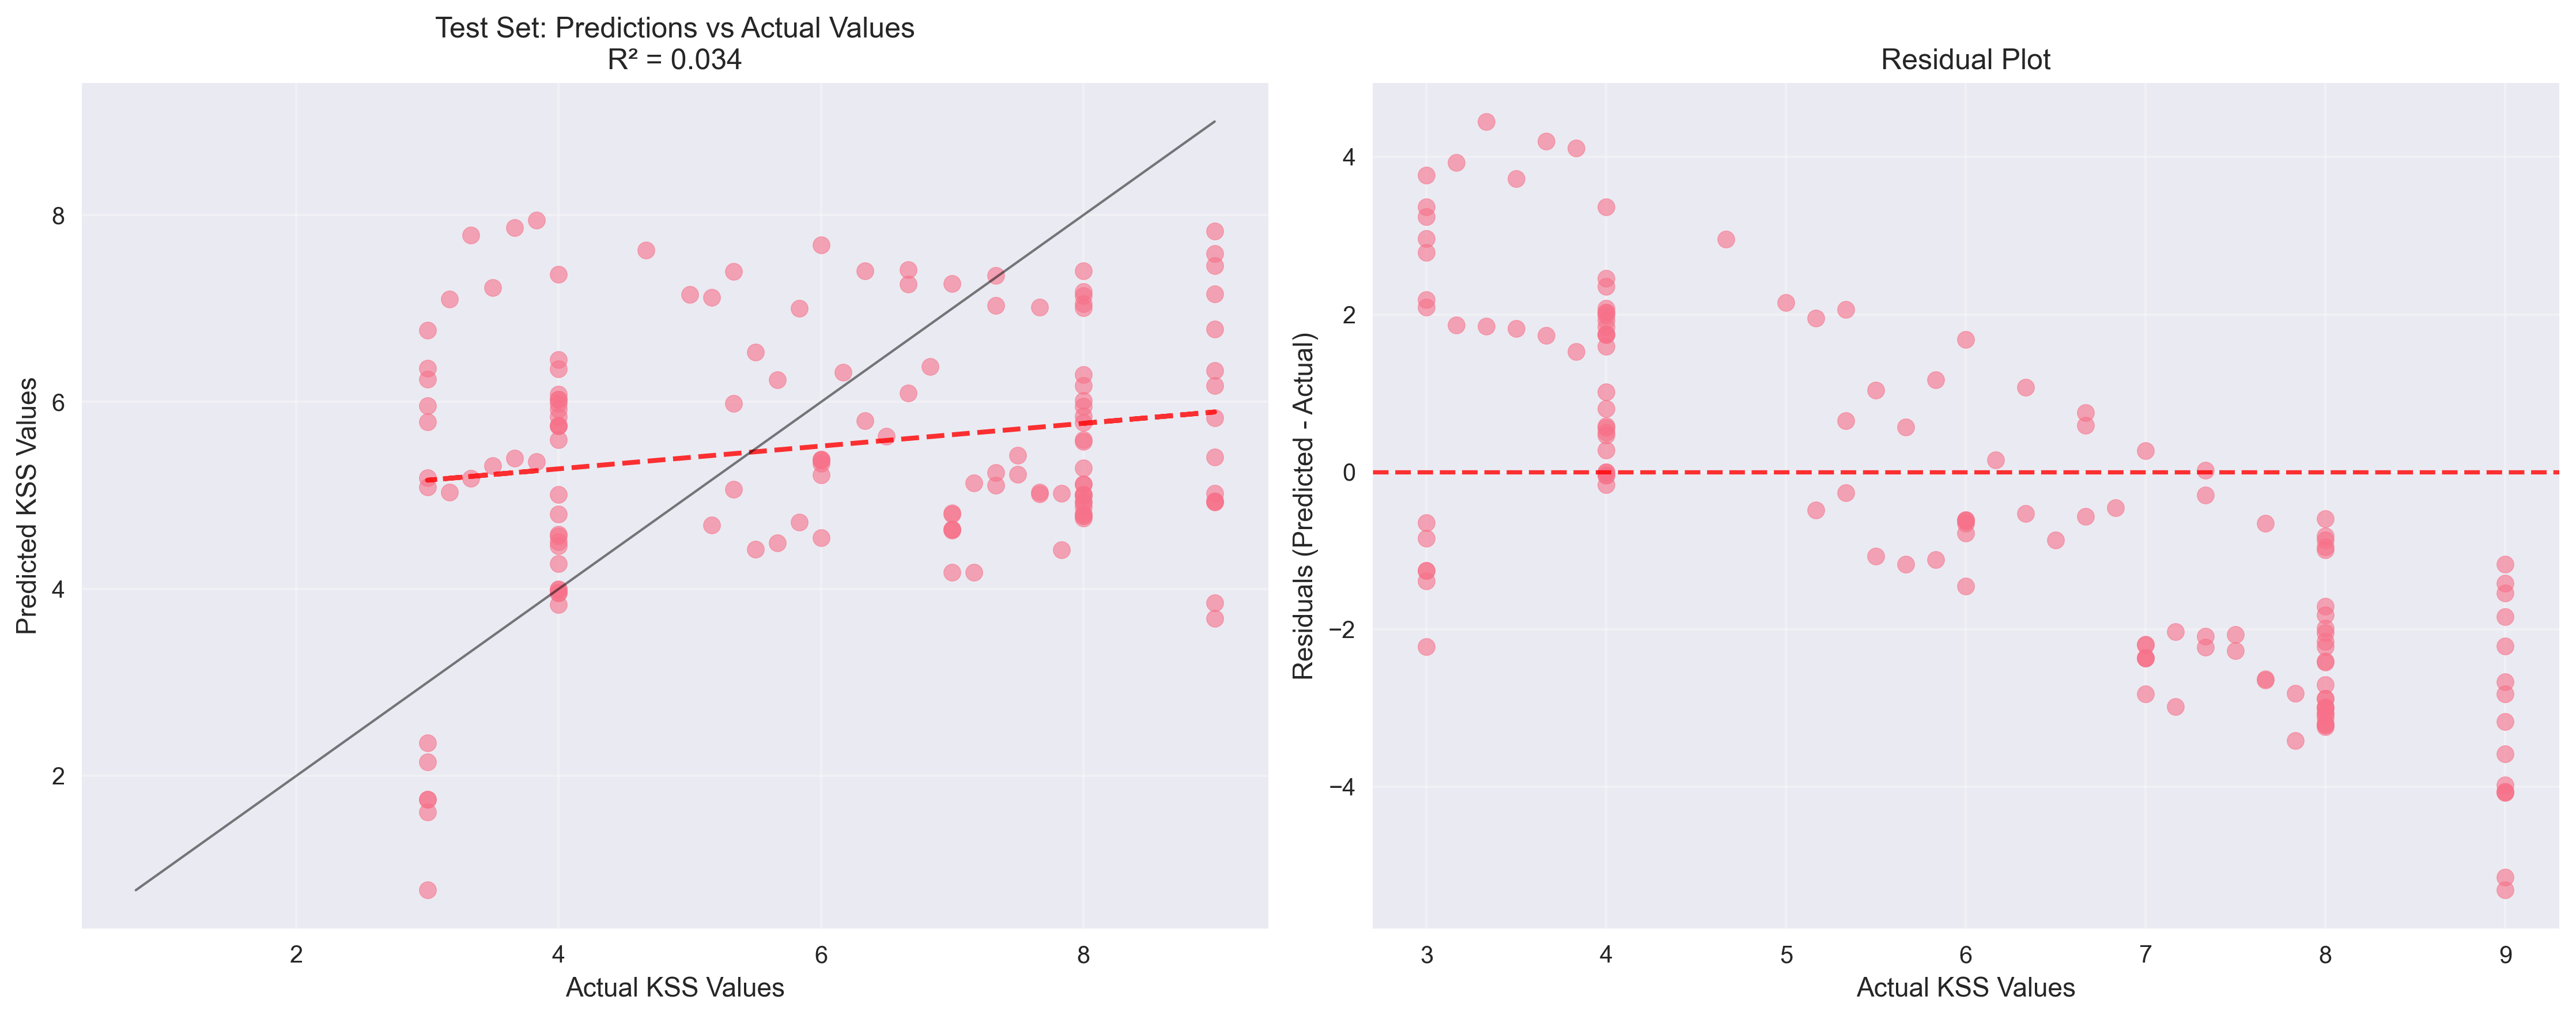 Test Set: Predictions vs Actual Values
R² = 0.034
Predicted KSS Values
8
6
4
2
2
4
6
8
Actual KSS Values
Residual Plot
Residuals (Predicted - Actual)
4
2
0
−2
−4
3
4
5
6
7
8
9
Actual KSS Values